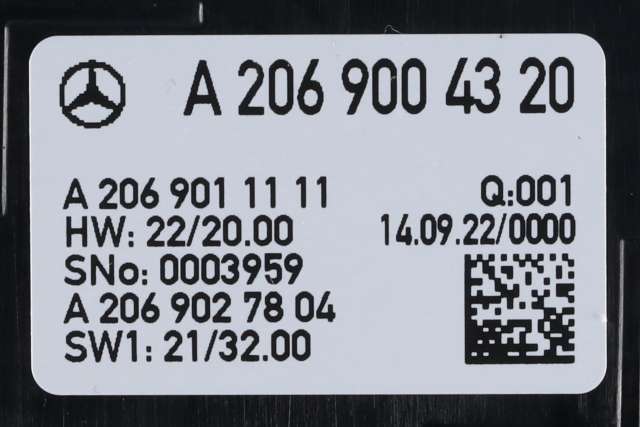 A 206 900 43 20
A 206 901 11 11
Q:001
HW: 22/20.00
14.09.22/0000
SNo: 0003959
A 206 902 78 04
SW1: 21/32.00